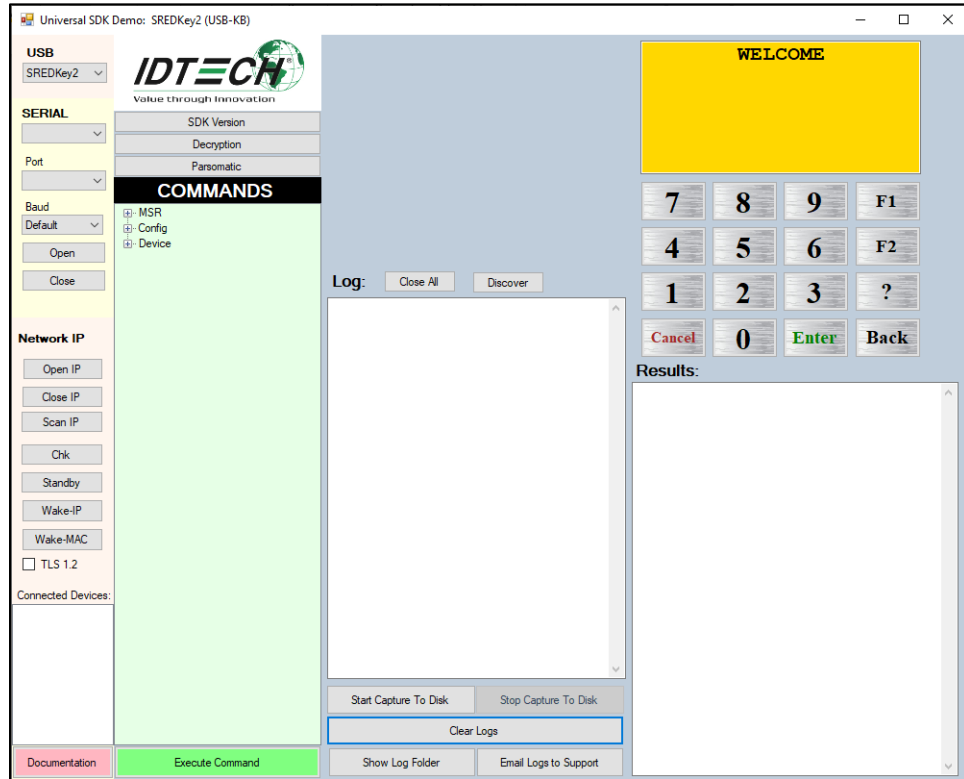 Universal SDK Demo: SREDKey2 (USB-KB)
USB
SREDKey2
SERIAL
Port
Baud
Default
Open
Close
Network IP
Open IP
Close IP
Scan IP
Chk
Standby
Wake-IP
Wake-MAC
TLS 1.2
Connected Devices:
Documentation
IDTECH®
Value through Innovation
SDK Version
Decryption
Parsomatic
COMMANDS
MSR
Config
Device
Execute Command
Log:
Close All
Discover
Start Capture To Disk
Stop Capture To Disk
Clear Logs
Show Log Folder
Email Logs to Support
WELCOME
7 8 9 F1
4 5 6 F2
1 2 3 ?
Cancel 0 Enter Back
Results: